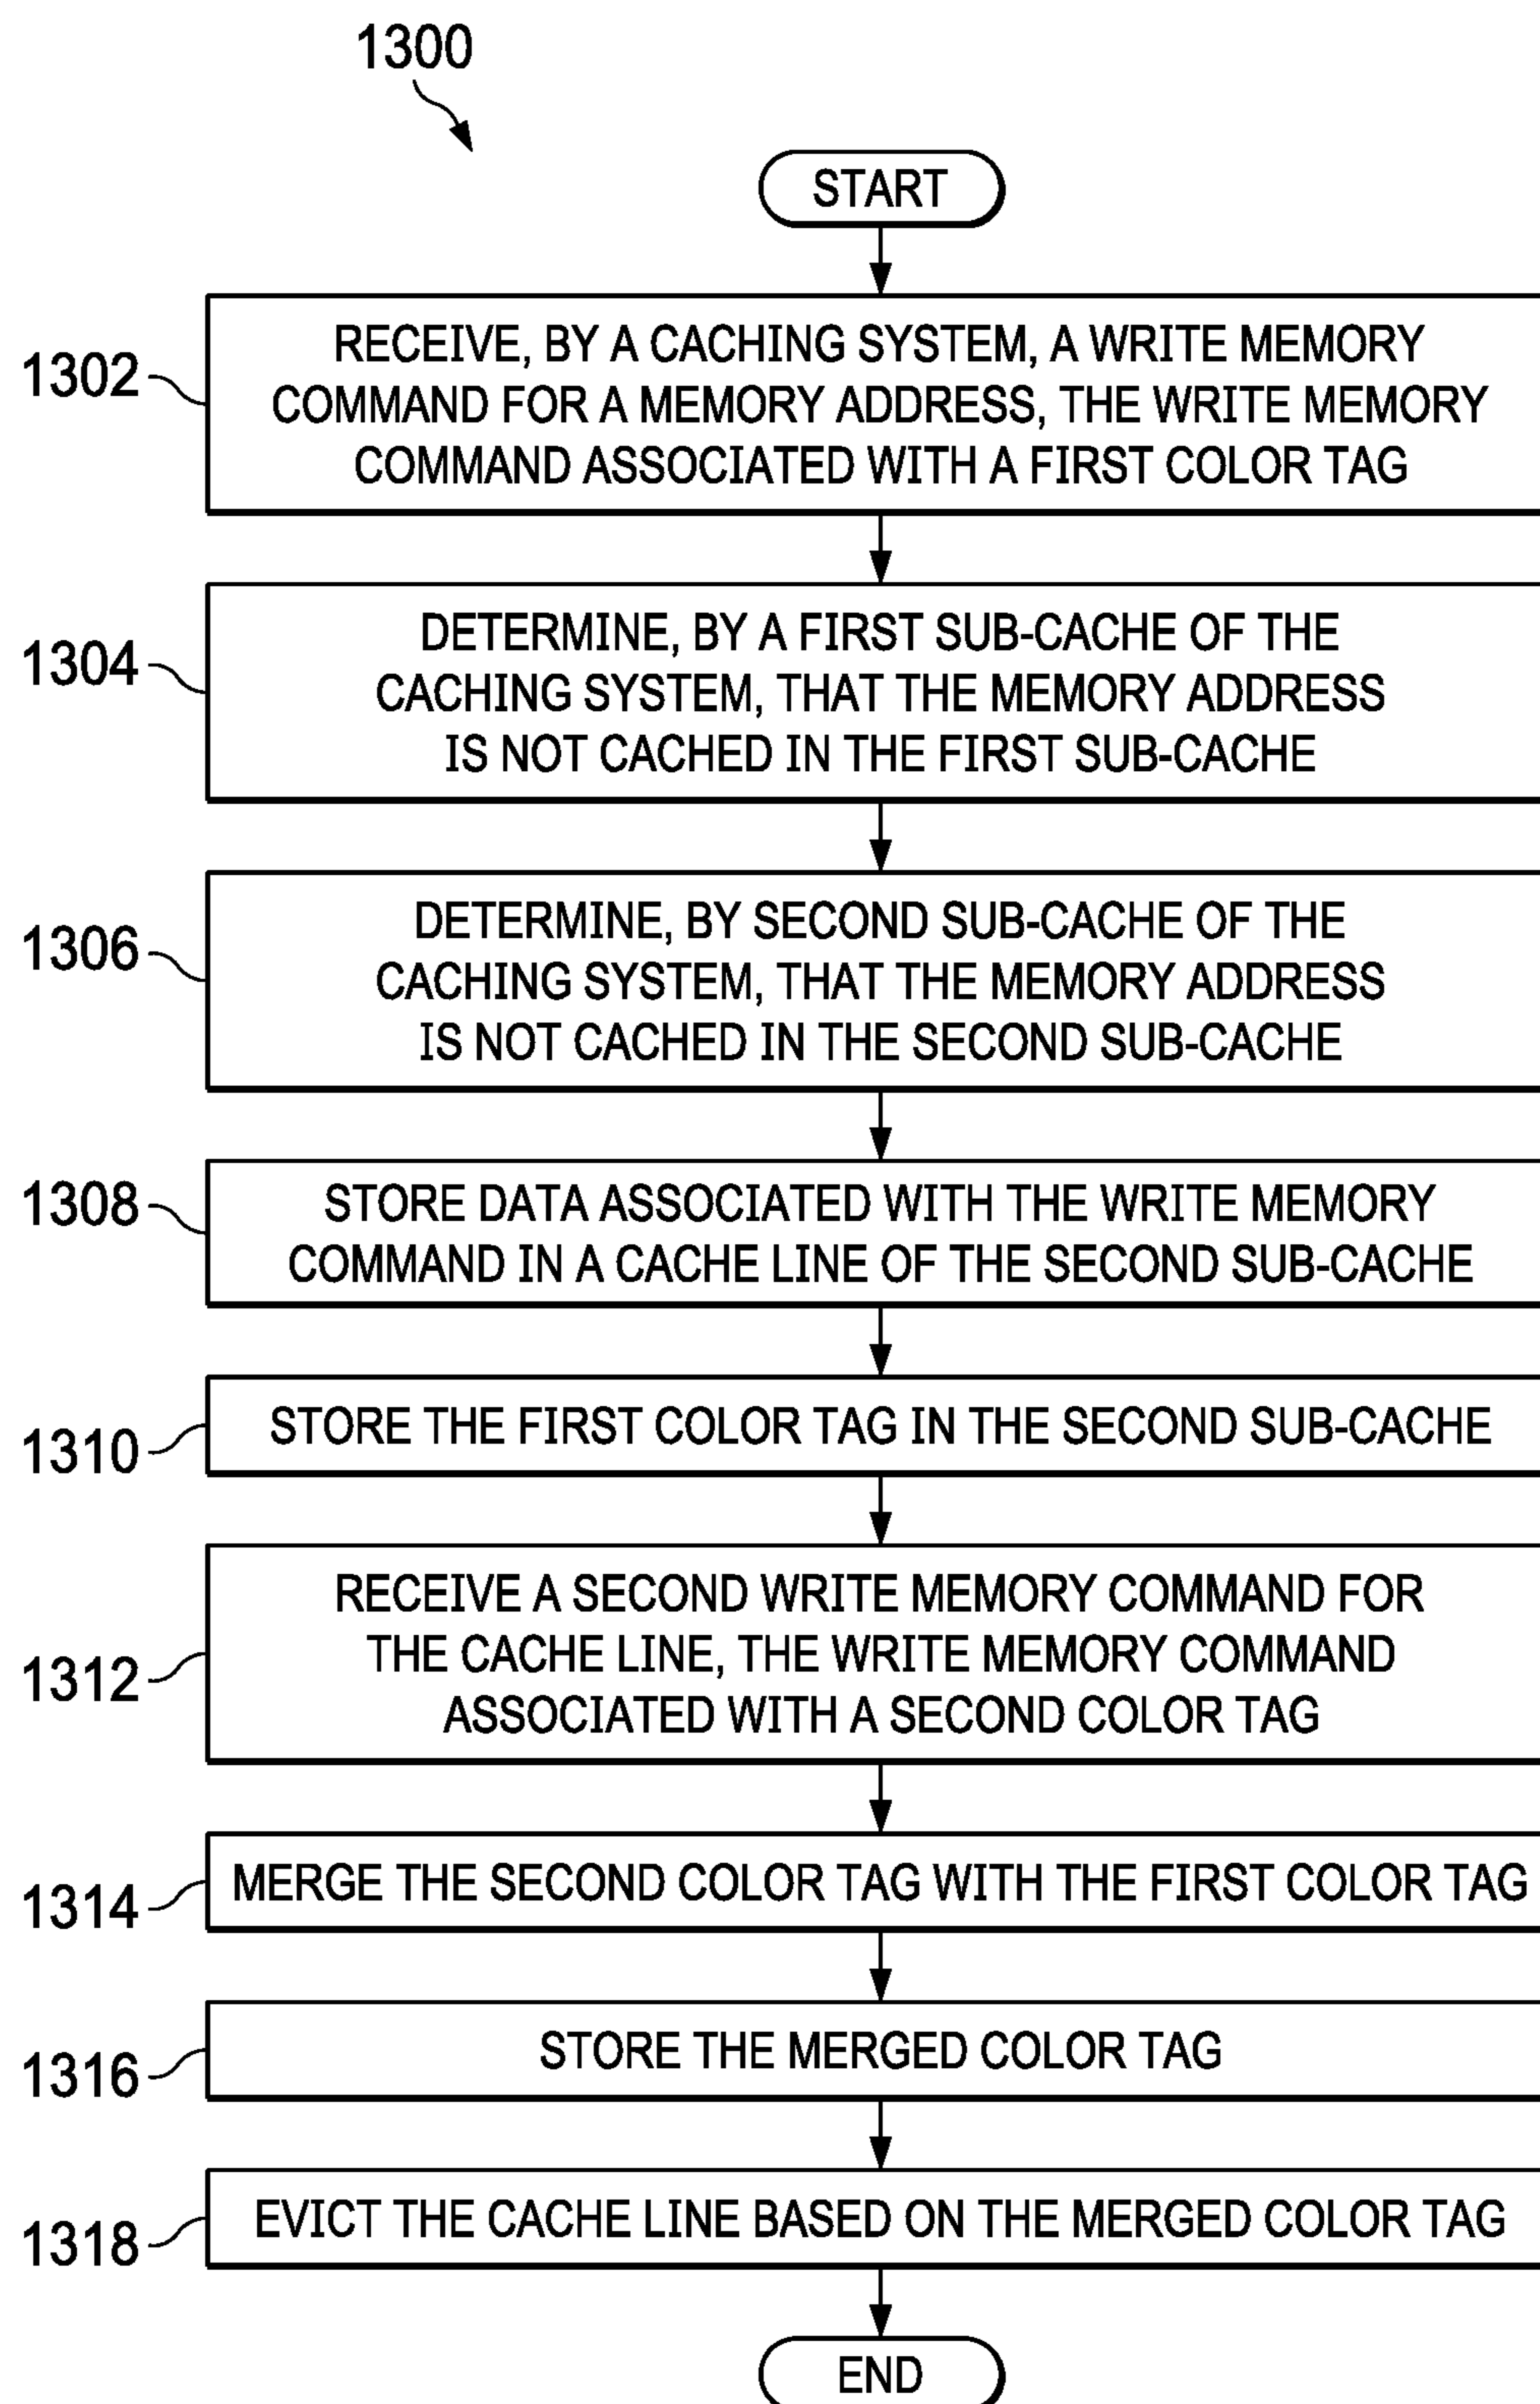 1300
START
1302
RECEIVE, BY A CACHING SYSTEM, A WRITE MEMORY
COMMAND FOR A MEMORY ADDRESS, THE WRITE MEMORY
COMMAND ASSOCIATED WITH A FIRST COLOR TAG
1304
DETERMINE, BY A FIRST SUB-CACHE OF THE
CACHING SYSTEM, THAT THE MEMORY ADDRESS
IS NOT CACHED IN THE FIRST SUB-CACHE
1306
DETERMINE, BY SECOND SUB-CACHE OF THE
CACHING SYSTEM, THAT THE MEMORY ADDRESS
IS NOT CACHED IN THE SECOND SUB-CACHE
1308
STORE DATA ASSOCIATED WITH THE WRITE MEMORY
COMMAND IN A CACHE LINE OF THE SECOND SUB-CACHE
1310
STORE THE FIRST COLOR TAG IN THE SECOND SUB-CACHE
1312
RECEIVE A SECOND WRITE MEMORY COMMAND FOR
THE CACHE LINE, THE WRITE MEMORY COMMAND
ASSOCIATED WITH A SECOND COLOR TAG
1314
MERGE THE SECOND COLOR TAG WITH THE FIRST COLOR TAG
1316
STORE THE MERGED COLOR TAG
1318
EVICT THE CACHE LINE BASED ON THE MERGED COLOR TAG
END